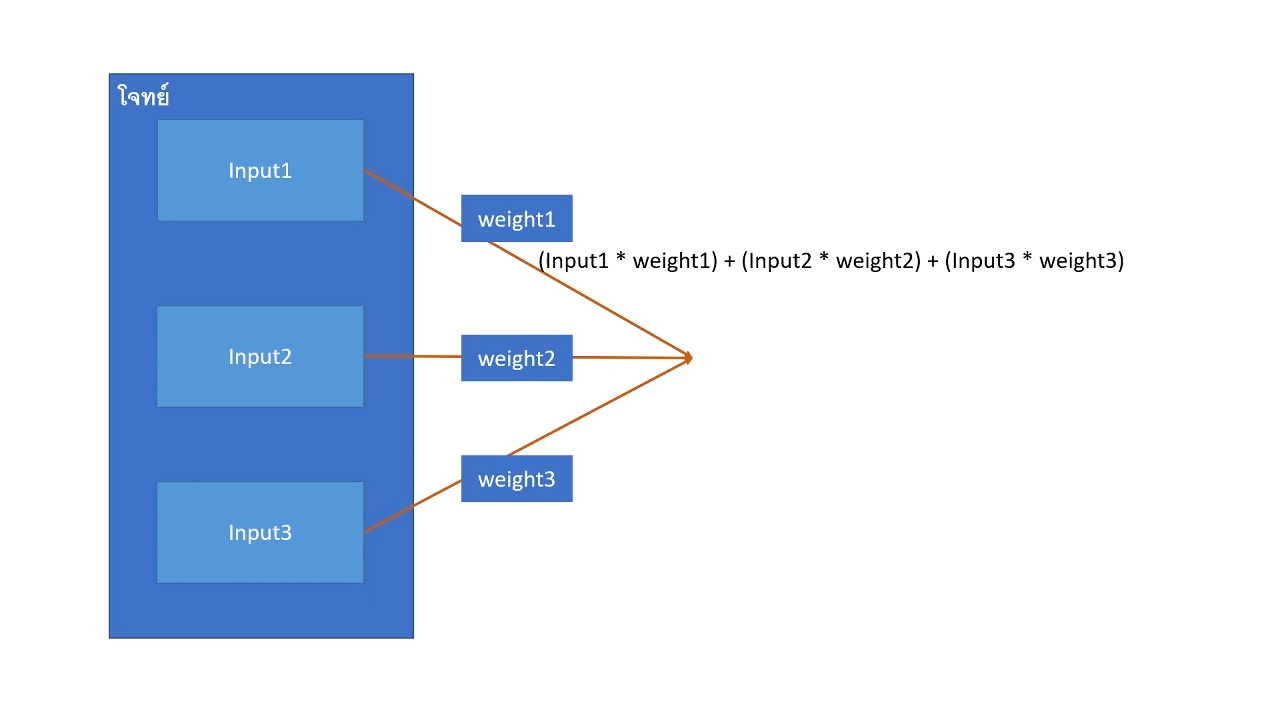 โจทย์
Input1
weight1
(Input1 * weight1) + (Input2 * weight2) + (Input3 * weight3)
Input2
weight2
weight3
Input3